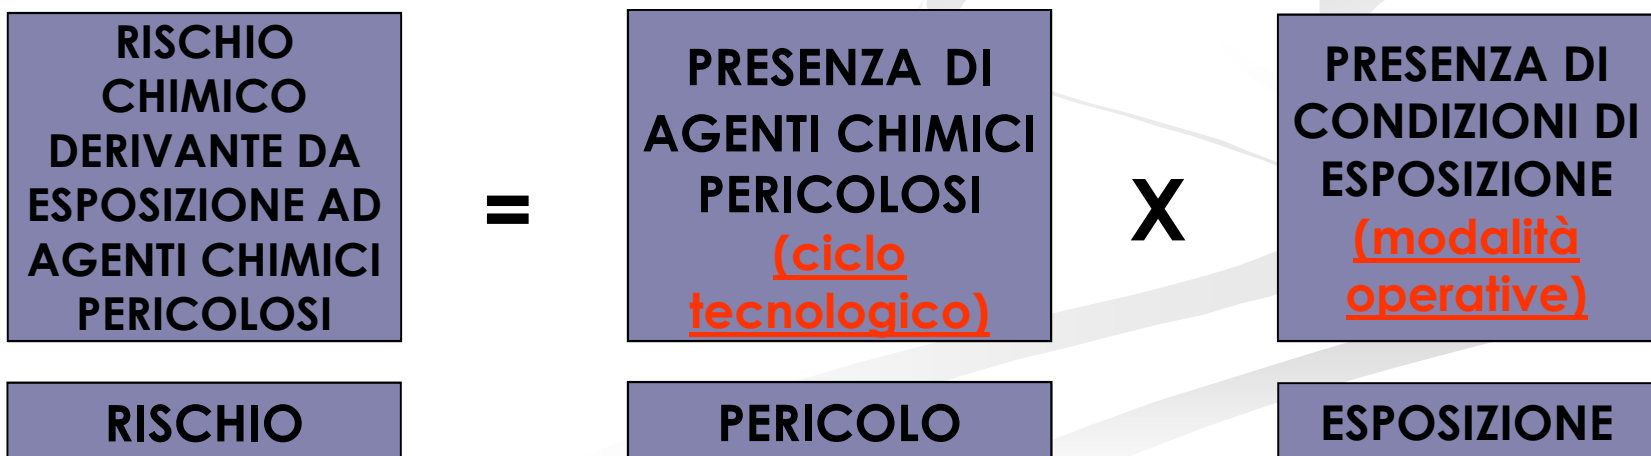 RISCHIO
CHIMICO
DERIVANTE DA
ESPOSIZIONE AD
AGENTI CHIMICI
PERICOLOSI
=
PRESENZA DI
AGENTI CHIMICI
PERICOLOSI
(ciclo
tecnologico)
X
PRESENZA DI
CONDIZIONI DI
ESPOSIZIONE
(modalità
operative)
RISCHIO
PERICOLO
ESPOSIZIONE